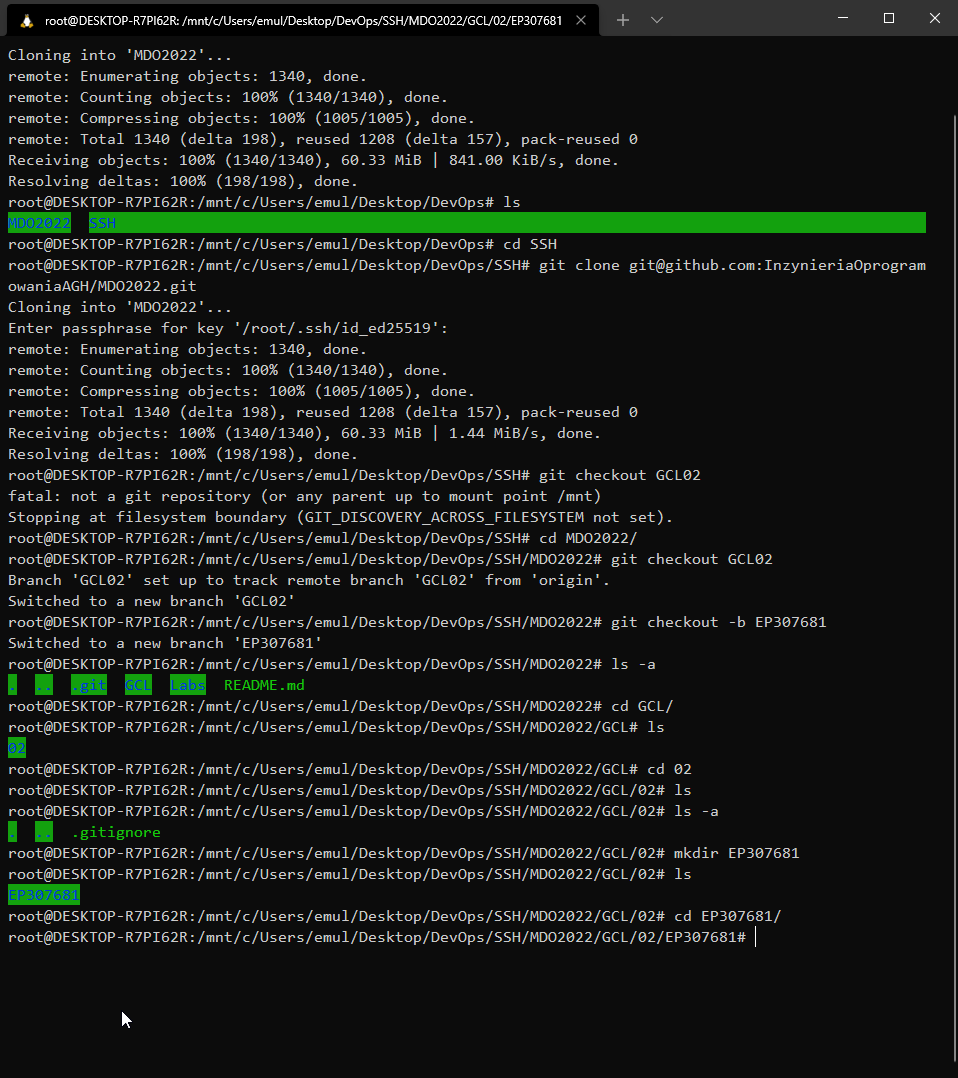 root@DESKTOP-R7PI62R: /mnt/c/Users/emul/Desktop/DevOps/SSH/MDO2022/GCL/02/EP307681
Cloning into 'MDO2022'...
remote: Enumerating objects: 1340, done.
remote: Counting objects: 100% (1340/1340), done.
remote: Compressing objects: 100% (1005/1005), done.
remote: Total 1340 (delta 198), reused 1208 (delta 157), pack-reused 0
Receiving objects: 100% (1340/1340), 60.33 MiB | 841.00 KiB/s, done.
Resolving deltas: 100% (198/198), done.
root@DESKTOP-R7PI62R:/mnt/c/Users/emul/Desktop/DevOps# ls
MDO2022  SSH
root@DESKTOP-R7PI62R:/mnt/c/Users/emul/Desktop/DevOps# cd SSH
root@DESKTOP-R7PI62R:/mnt/c/Users/emul/Desktop/DevOps/SSH# git clone git@github.com:InzynieriaOprogram
owaniaAGH/MDO2022.git
Cloning into 'MDO2022'...
Enter passphrase for key '/root/.ssh/id_ed25519':
remote: Enumerating objects: 1340, done.
remote: Counting objects: 100% (1340/1340), done.
remote: Compressing objects: 100% (1005/1005), done.
remote: Total 1340 (delta 198), reused 1208 (delta 157), pack-reused 0
Receiving objects: 100% (1340/1340), 60.33 MiB | 1.44 MiB/s, done.
Resolving deltas: 100% (198/198), done.
root@DESKTOP-R7PI62R:/mnt/c/Users/emul/Desktop/DevOps/SSH# git checkout GCL02
fatal: not a git repository (or any parent up to mount point /mnt)
Stopping at filesystem boundary (GIT_DISCOVERY_ACROSS_FILESYSTEM not set).
root@DESKTOP-R7PI62R:/mnt/c/Users/emul/Desktop/DevOps/SSH# cd MDO2022/
root@DESKTOP-R7PI62R:/mnt/c/Users/emul/Desktop/DevOps/SSH/MDO2022# git checkout GCL02
Branch 'GCL02' set up to track remote branch 'GCL02' from 'origin'.
Switched to a new branch 'GCL02'
root@DESKTOP-R7PI62R:/mnt/c/Users/emul/Desktop/DevOps/SSH/MDO2022# git checkout -b EP307681
Switched to a new branch 'EP307681'
root@DESKTOP-R7PI62R:/mnt/c/Users/emul/Desktop/DevOps/SSH/MDO2022# ls -a
.  ..  .git  GCL  Labs  README.md
root@DESKTOP-R7PI62R:/mnt/c/Users/emul/Desktop/DevOps/SSH/MDO2022# cd GCL/
root@DESKTOP-R7PI62R:/mnt/c/Users/emul/Desktop/DevOps/SSH/MDO2022/GCL# ls
02
root@DESKTOP-R7PI62R:/mnt/c/Users/emul/Desktop/DevOps/SSH/MDO2022/GCL# cd 02
root@DESKTOP-R7PI62R:/mnt/c/Users/emul/Desktop/DevOps/SSH/MDO2022/GCL/02# ls
root@DESKTOP-R7PI62R:/mnt/c/Users/emul/Desktop/DevOps/SSH/MDO2022/GCL/02# ls -a
.  ..  .gitignore
root@DESKTOP-R7PI62R:/mnt/c/Users/emul/Desktop/DevOps/SSH/MDO2022/GCL/02# mkdir EP307681
root@DESKTOP-R7PI62R:/mnt/c/Users/emul/Desktop/DevOps/SSH/MDO2022/GCL/02# ls
EP307681
root@DESKTOP-R7PI62R:/mnt/c/Users/emul/Desktop/DevOps/SSH/MDO2022/GCL/02# cd EP307681/
root@DESKTOP-R7PI62R:/mnt/c/Users/emul/Desktop/DevOps/SSH/MDO2022/GCL/02/EP307681#